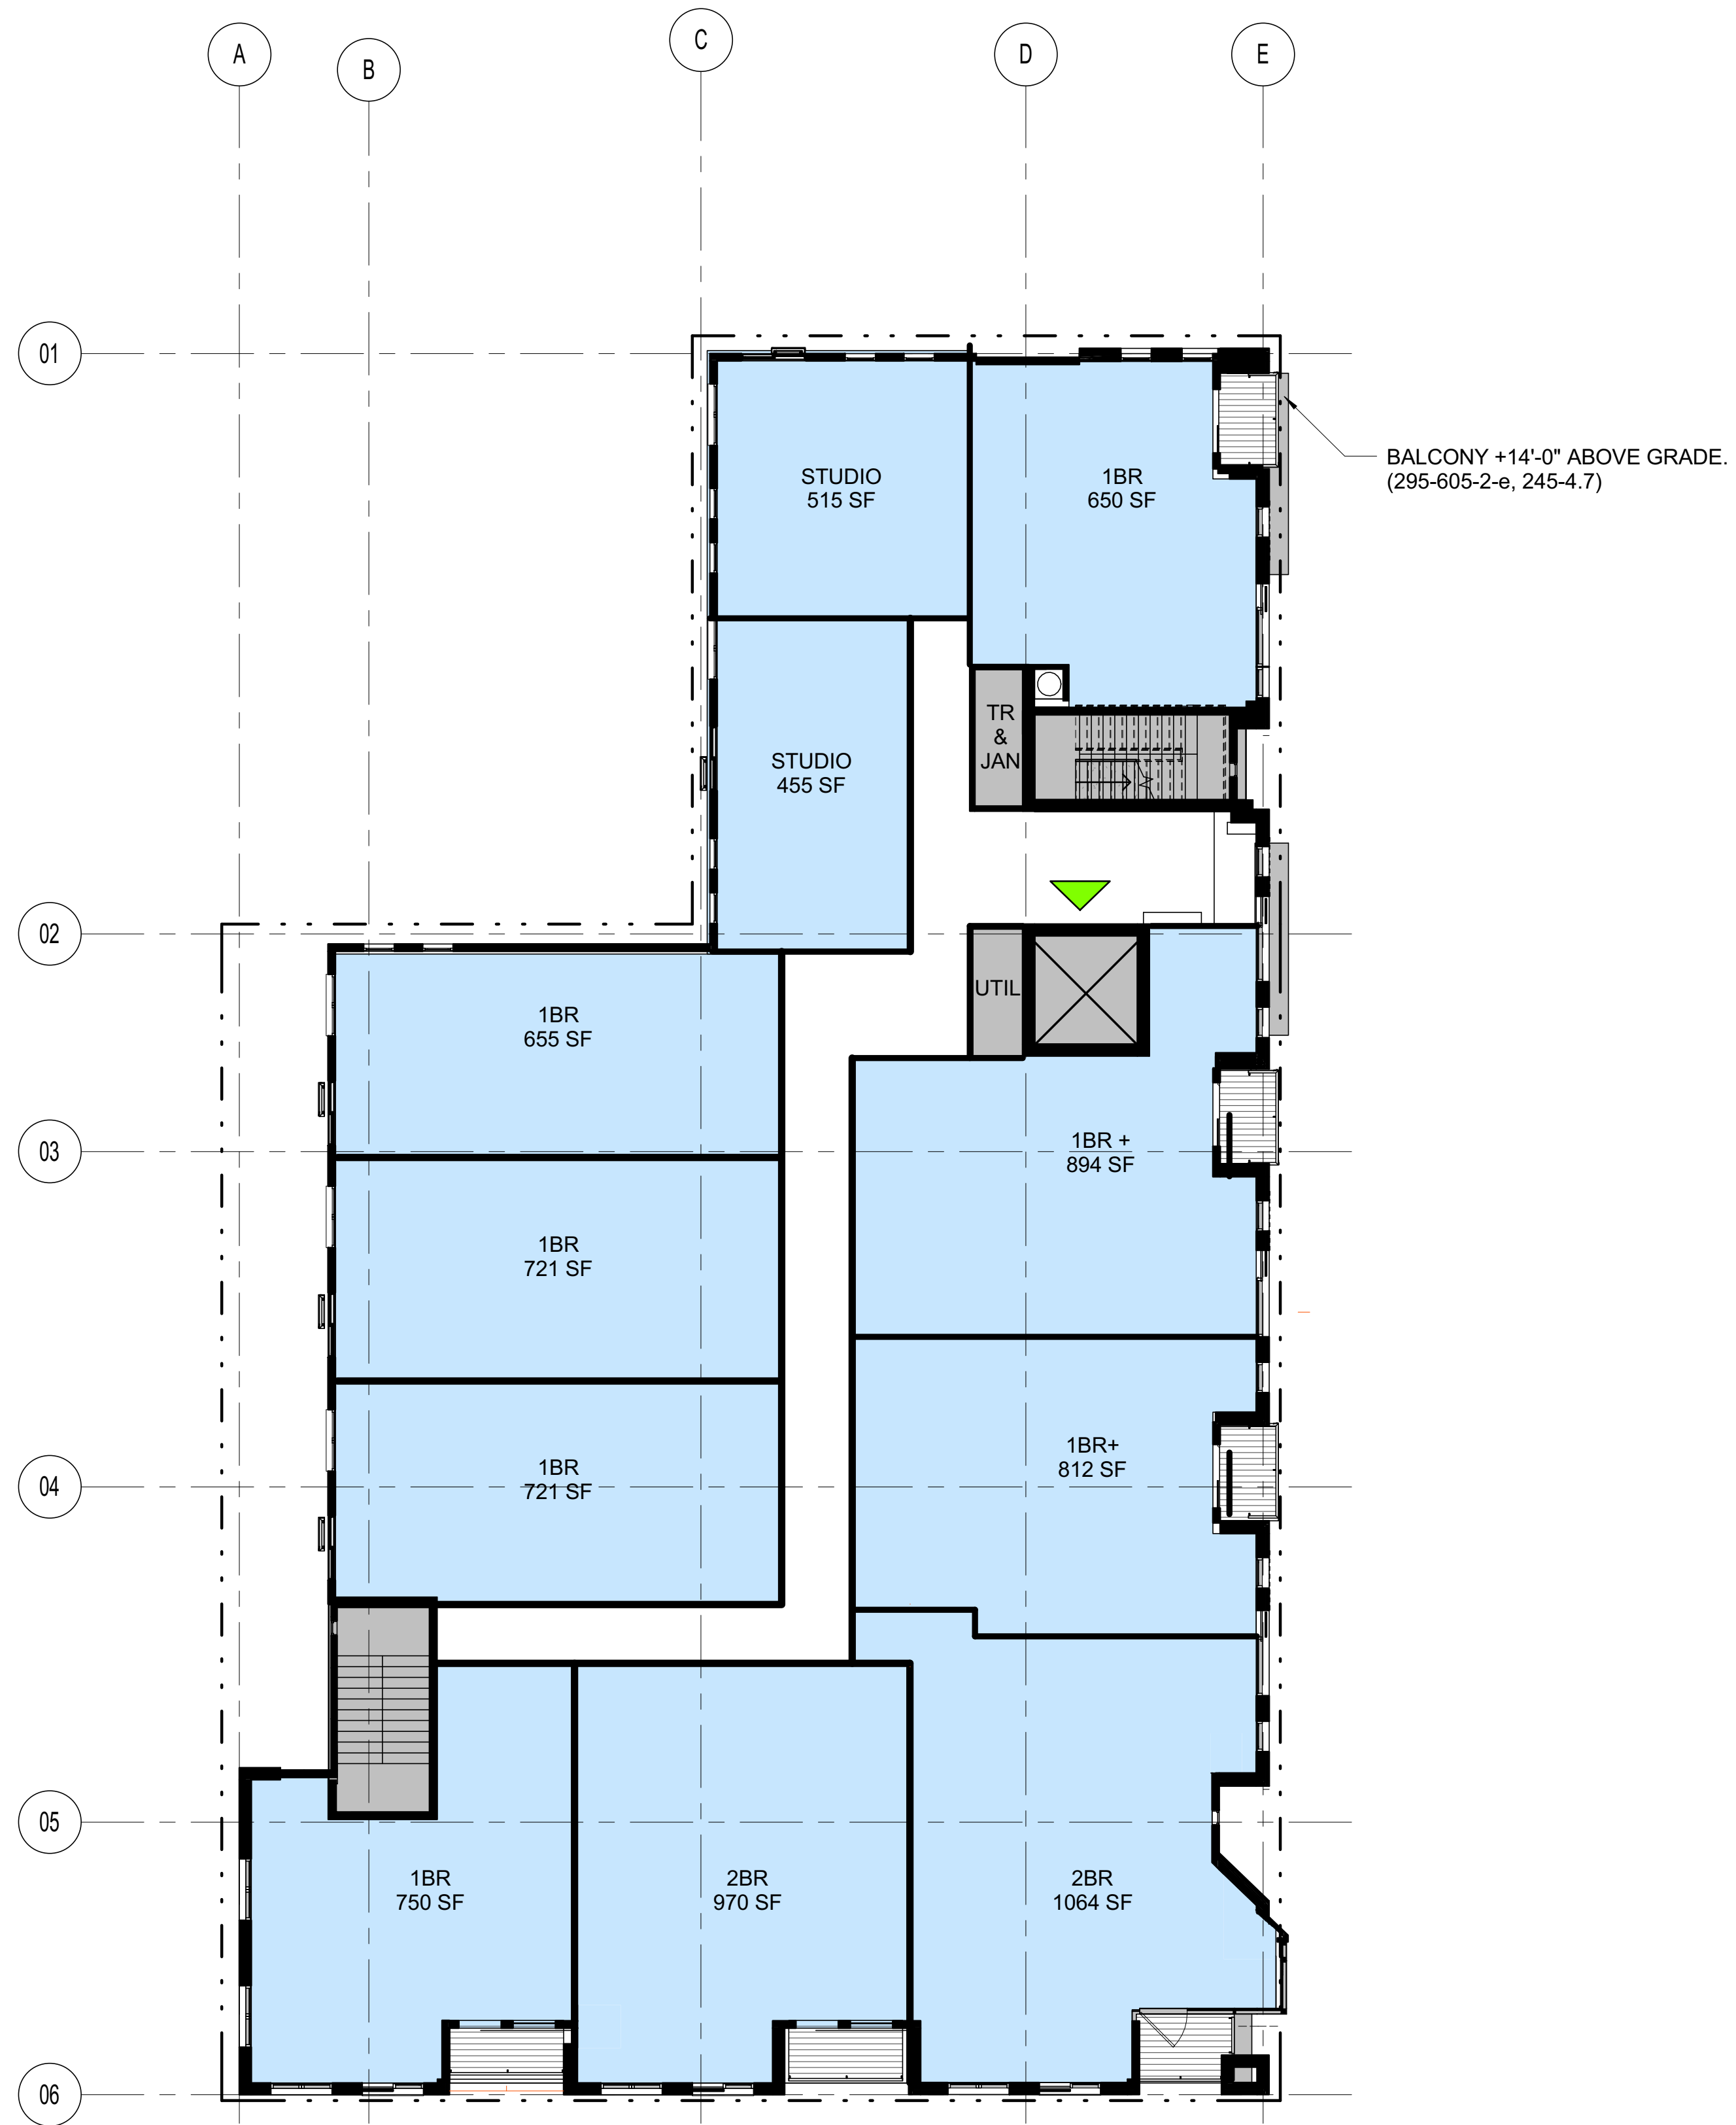 A
B
C
D
E
01
BALCONY +14'-0" ABOVE GRADE.
(295-605-2-e, 245-4.7)
STUDIO
515 SF
1BR
650 SF
TR
&
JAN
STUDIO
455 SF
02
UTIL
1BR
655 SF
03
1BR +
894 SF
1BR
721 SF
1BR+
812 SF
04
1BR
721 SF
05
1BR
750 SF
2BR
970 SF
2BR
1064 SF
06